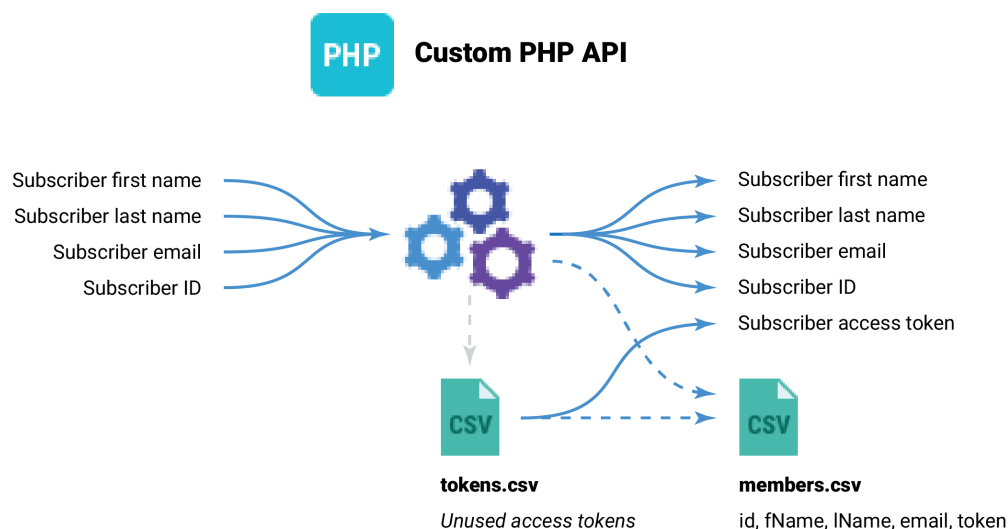 PHP
Custom PHP API
Subscriber first name
Subscriber last name
Subscriber email
Subscriber ID
Subscriber first name
Subscriber last name
Subscriber email
Subscriber ID
Subscriber access token
CSV
CSV
tokens.csv
Unused access tokens
members.csv
id, fName, lName, email, token